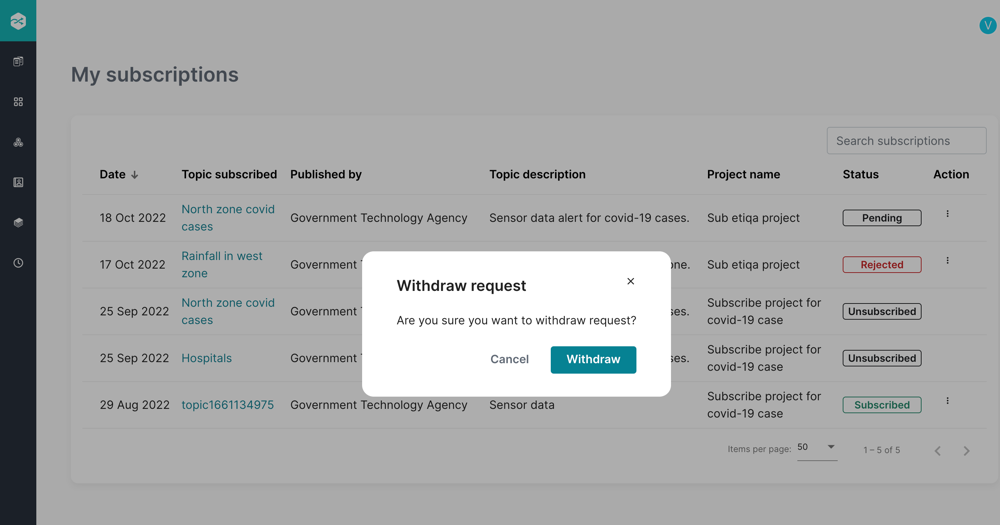 V
My subscriptions
Search subscriptions
Date ↓ Topic subscribed Published by Topic description Project name Status Action
18 Oct 2022 North zone covid cases Government Technology Agency Sensor data alert for covid-19 cases. Sub etiqa project Pending
17 Oct 2022 Rainfall in west zone Government one. Sub etiqa project Rejected
25 Sep 2022 North zone covid cases Government es. Subscribe project for covid-19 case Unsubscribed
25 Sep 2022 Hospitals Government es. Subscribe project for covid-19 case Unsubscribed
29 Aug 2022 topic1661134975 Government Technology Agency Sensor data Subscribe project for covid-19 case Subscribed
Withdraw request
Are you sure you want to withdraw request?
Cancel Withdraw
Items per page: 50 1 – 5 of 5